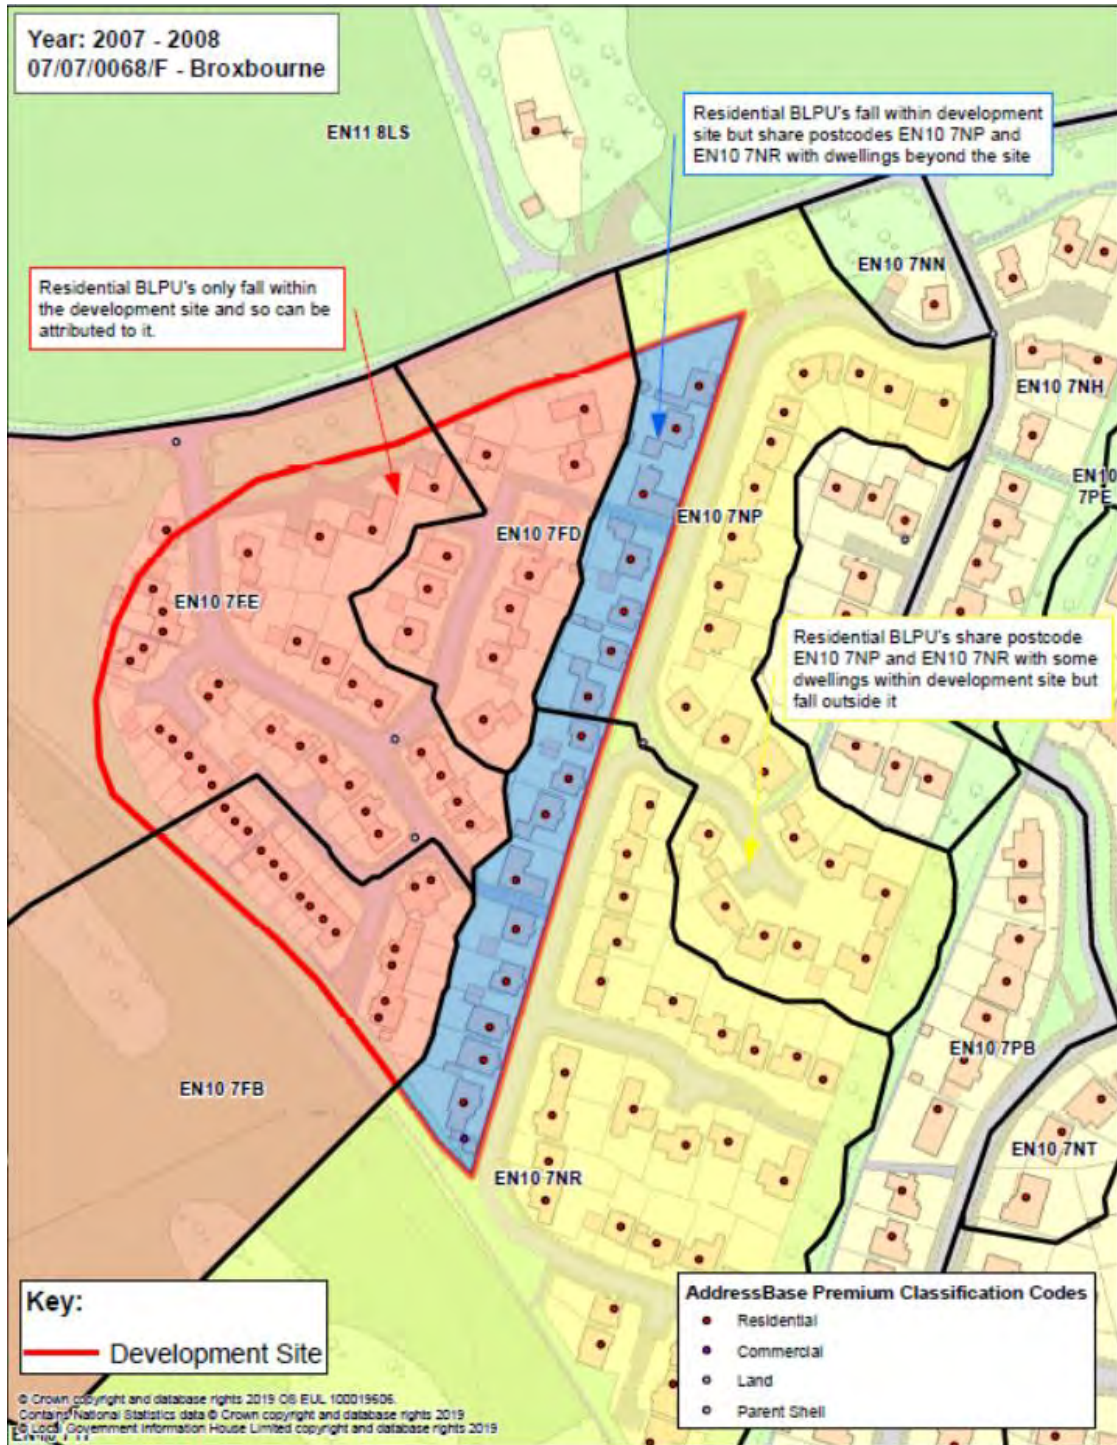 Year: 2007 - 2008
07/07/0068/F - Broxbourne
EN11 8LS
Residential BLPU's fall within development
site but share postcodes EN10 7NP and
EN10 7NR with dwellings beyond the site
EN10 7NN
Residential BLPU's only fall within
the development site and so can be
attributed to it.
EN10 7NH
EN10
7PE
EN10 7NP
EN10 7FD
EN10 7FE
Residential BLPU's share postcode
EN10 7NP and EN10 7NR with some
dwellings within development site but
fall outside it
EN10 7PB
EN10 7FB
EN10 7NT
EN10 7NR
Key:
Development Site
AddressBase Premium Classification Codes
Residential
Commercial
Land
Parent Shell
© Crown copyright and database rights 2019 OS EUL 100019606.
Contains National Statistics data © Crown copyright and database rights 2019
© Local Government Information House Limited copyright and database rights 2019